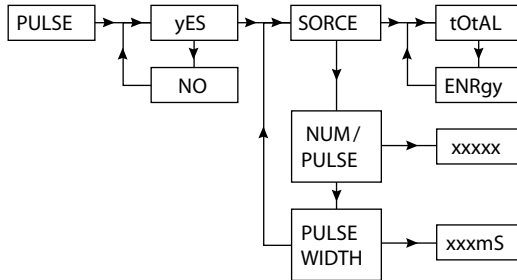 PULSE
yES
SORCE
tOtAL
NO
ENRgy
NUM /
PULSE
xxxxx
PULSE
WIDTH
xxxmS